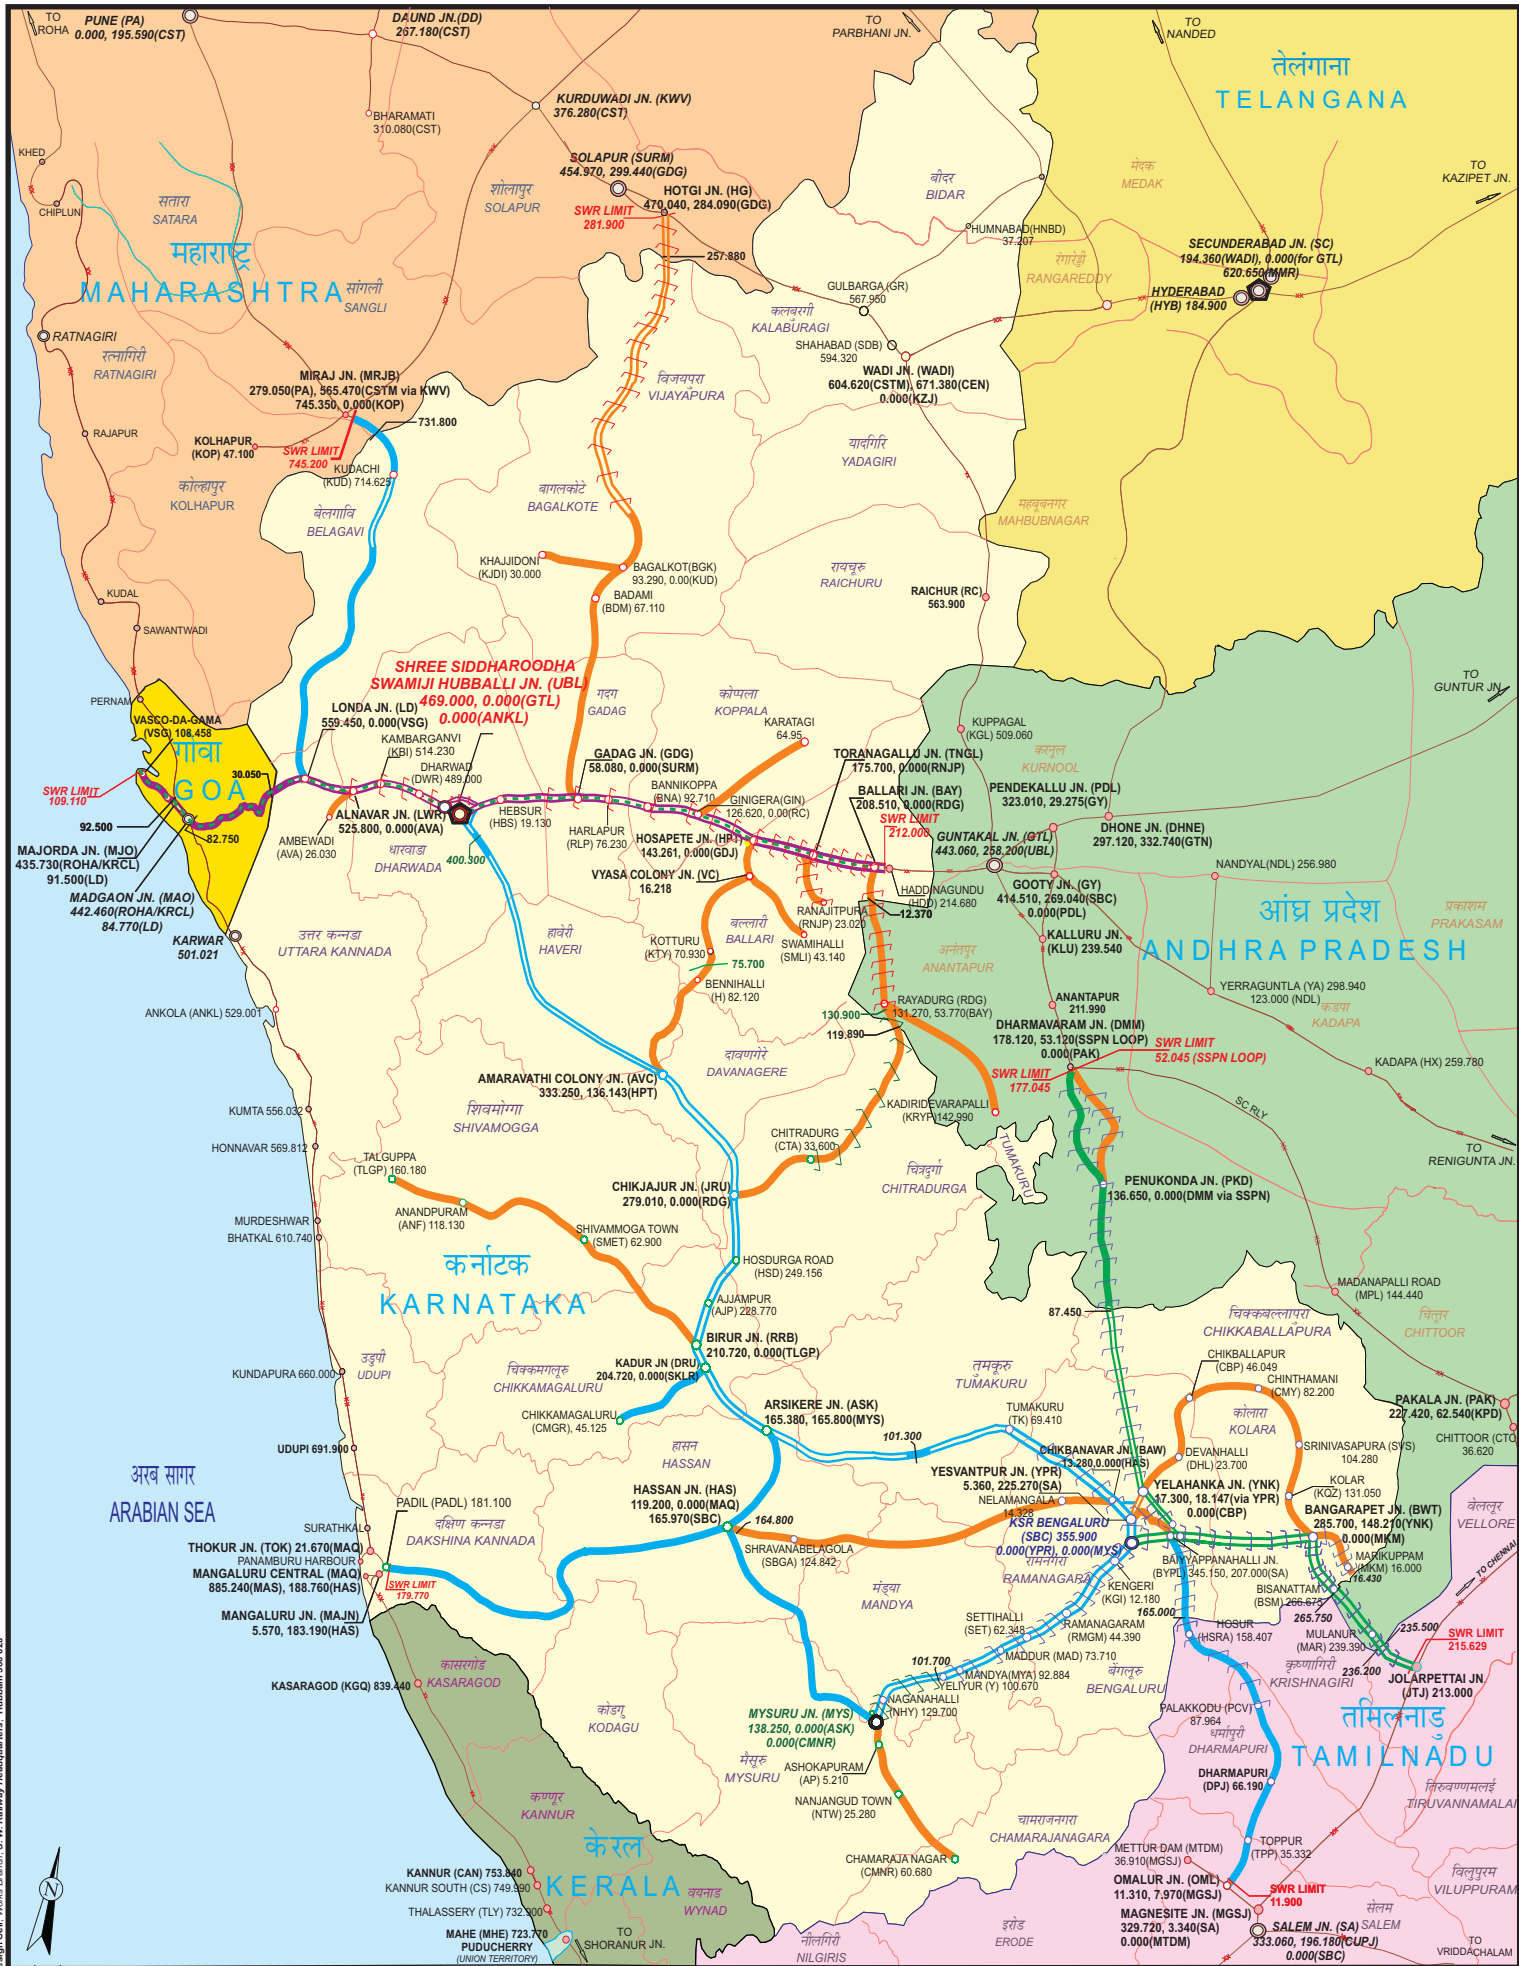 TO
ROHA
PUNE (PA)
0.000, 195.590(CST)
DAUND JN.(DD)
267.180(CST)
TO
PARBHANI JN.
TO
NANDED
तेलंगाना
TELANGANA
BHARAMATI
310.080(CST)
KURDUWADI JN. (KWV)
376.280(CST)
KHED
CHIPLUN
सतारा
SATARA
शोलापुर
SOLAPUR
SOLAPUR (SURM)
454.970, 299.440(GDG)
HOTGI JN. (HG)
470.040, 284.090(GDG)
SWR LIMIT
281.900
257.880
बीदर
BIDAR
मेदक
MEDAK
TO
KAZIPET JN.
HUMNABAD(HNBD)
37.207
रंगारेड्डी
RANGAREDDY
SECUNDERABAD JN. (SC)
194.360(WADI), 0.000(for GTL)
620.650(MMR)
HYDERABAD
(HYB) 184.900
महाराष्ट्र
MAHARASHTRA
सांगली
SANGLI
GULBARGA (GR)
567.950
कलबुरगी
KALABURAGI
SHAHABAD (SDB)
594.320
WADI JN. (WADI)
604.620(CSTM), 671.380(CEN)
0.000(KZJ)
RATNAGIRI
रत्नागिरी
RATNAGIRI
MIRAJ JN. (MRJB)
279.050(PA), 565.470(CSTM via KWV)
745.350, 0.000(KOP)
विजयपुरा
VIJAYAPURA
731.800
RAJAPUR
KOLHAPUR
(KOP) 47.100
SWR LIMIT
745.200
KUDACHI
(KUD) 714.625
यादगिरि
YADAGIRI
कोल्हापुर
KOLHAPUR
बेलगावि
BELAGAVI
बागलकोटे
BAGALKOTE
महबूबनगर
MAHBUBNAGAR
KHAJJIDONI
(KJDI) 30.000
BAGALKOT(BGK)
93.290, 0.00(KUD)
BADAMI
(BDM) 67.110
रायचूरु
RAICHURU
RAICHUR (RC)
563.900
KUDAL
SAWANTWADI
SHREE SIDDHAROODHA
SWAMIJI HUBBALLI JN. (UBL)
469.000, 0.000(GTL)
0.000(ANKL)
PERNAM
VASCO-DA-GAMA
(VSG) 108.458
गोवा
GOA
30.050
SWR LIMIT
109.110
92.500
82.750
MAJORDA JN. (MJO)
435.730(ROHA/KRCL)
91.500(LD)
MADGAON JN. (MAO)
442.460(ROHA/KRCL)
84.770(LD)
KARWAR
501.021
LONDA JN. (LD)
559.450, 0.000(VSG)
KAMBARGANVI
(KBI) 514.230
DHARWAD
(DWR) 489.000
ALNAVAR JN. (LWR)
525.800, 0.000(AVA)
AMBEWADI
(AVA) 26.030
धारवाडा
DHARWADA
400.300
HEBSUR
(HBS) 19.130
गदग
GADAG
GADAG JN. (GDG)
58.080, 0.000(SURM)
HARLAPUR
(RLP) 76.230
BANNIKOPPA
(BNA) 92.710
कोप्पला
KOPPALA
KARATAGI
64.95
GINIGERA(GIN)
126.620, 0.00(RC)
HOSAPETE JN. (HPT)
143.261, 0.000(GDJ)
VYASA COLONY JN. (VC)
16.218
TORANAGALLU JN. (TNGL)
175.700, 0.000(RNJP)
BALLARI JN. (BAY)
208.510, 0.000(RDG)
SWR LIMIT
212.000
HADDINAGUNDU
(HDD) 214.680
12.370
KUPPAGAL
(KGL) 509.060
करनूल
KURNOOL
PENDEKALLU JN. (PDL)
323.010, 29.275(GY)
GUNTAKAL JN. (GTL)
443.060, 258.200(UBL)
DHONE JN. (DHNE)
297.120, 332.740(GTN)
TO
GUNTUR JN.
GOOTY JN. (GY)
414.510, 269.040(SBC)
0.000(PDL)
KALLURU JN.
(KLU) 239.540
NANDYAL(NDL) 256.980
आंध्र प्रदेश
ANDHRA PRADESH
प्रकाशम
PRAKASAM
उत्तर कन्नडा
UTTARA KANNADA
हावेरी
HAVERI
बल्लारी
BALLARI
RANAJITPURA
(RNJP) 23.020
SWAMIHALLI
(SMLI) 43.140
KOTTURU
(KTY) 70.930
75.700
BENNIHALLI
(H) 82.120
अनंतपुर
ANANTAPUR
ANANTAPUR
211.990
YERRAGUNTLA (YA) 298.940
123.000 (NDL)
कडपा
KADAPA
ANKOLA (ANKL) 529.001
RAYADURG (RDG)
131.270, 53.770(BAY)
130.900
119.890
DHARMAVARAM JN. (DMM)
178.120, 53.120(SSPN LOOP)
0.000(PAK)
SWR LIMIT
52.045 (SSPN LOOP)
SWR LIMIT
177.045
KADAPA (HX) 259.780
SC RLY
TO
RENIGUNTA JN.
दावणगेरे
DAVANAGERE
AMARAVATHI COLONY JN. (AVC)
333.250, 136.143(HPT)
शिवमोग्गा
SHIVAMOGGA
KADIRIDEVARAPALLI
(KRYP)142.990
CHITRADURG
(CTA) 33.600
TUMAKURU
चित्रदुर्गा
CHITRADURGA
KUMTA 556.032
HONNAVAR 569.812
TALGUPPA
(TLGP) 160.180
ANANDPURAM
(ANF) 118.130
CHIKJAJUR JN. (JRU)
279.010, 0.000(RDG)
PENUKONDA JN. (PKD)
136.650, 0.000(DMM via SSPN)
MURDESHWAR
BHATKAL 610.740
SHIVAMMOGA TOWN
(SMET) 62.900
कर्नाटक
KARNATAKA
HOSDURGA ROAD
(HSD) 249.156
AJJAMPUR
(AJP) 228.770
87.450
MADANAPALLI ROAD
(MPL) 144.440
चित्तूर
CHITTOOR
चिक्कबल्लापुरा
CHIKKABALLAPURA
BIRUR JN. (RRB)
210.720, 0.000(TLGP)
KADUR JN (DRU)
204.720, 0.000(SKLR)
उडुपी
UDUPI
KUNDAPURA 660.000
चिक्कमगलूरु
CHIKKAMAGALURU
CHIKKAMAGALURU
(CMGR), 45.125
तुमकूरु
TUMAKURU
CHIKBALLAPUR
(CBP) 46.049
CHINTHAMANI
(CMY) 82.200
कोलारा
KOLARA
PAKALA JN. (PAK)
227.420, 62.540(KPD)
CHITTOOR (CTO)
36.620
ARSIKERE JN. (ASK)
165.380, 165.800(MYS)
TUMAKURU
(TK) 69.410
101.300
UDUPI 691.900
हासन
HASSAN
CHIKBANAVAR JN. (BAW)
13.280,0.000(HAS)
DEVANHALLI
(DHL) 23.700
SRINIVASAPURA (SVS)
104.280
YESVANTPUR JN. (YPR)
5.360, 225.270(SA)
YELAHANKA JN. (YNK)
17.300, 18.147(via YPR)
0.000(CBP)
KOLAR
(KQZ) 131.050
BANGARAPET JN. (BWT)
285.700, 148.210(YNK)
0.000(MKM)
अरब सागर
ARABIAN SEA
HASSAN JN. (HAS)
119.200, 0.000(MAQ)
165.970(SBC)
164.800
NELAMANGALA
14.328
KSR BENGALURU
(SBC) 355.900
0.000(YPR), 0.000(MYS)
वेल्लूर
VELLORE
PADIL (PADL) 181.100
दक्षिण कन्नडा
DAKSHINA KANNADA
SURATHKAL
THOKUR JN. (TOK) 21.670(MAQ)
PANAMBURU HARBOUR
MANGALURU CENTRAL (MAQ)
885.240(MAS), 188.760(HAS)
SWR LIMIT
179.770
MANGALURU JN. (MAJN)
5.570, 183.190(HAS)
SHRAVANABELAGOLA
(SBGA) 124.842
रामनगरा
RAMANAGARA
BAIYYAPPANAHALLI JN.
(BYPL) 345.150, 207.000(SA)
MARIKUPPAM
(MKM) 16.000
16.430
TO CHENNAI
BISANATTAM
(BSM) 266.675
265.750
मंड्या
MANDYA
KENGERI
(KGI) 12.180
165.000
SETTIHALLI
(SET) 62.348
RAMANAGARAM
(RMGM) 44.390
HOSUR
(HSRA) 158.407
MULANUR
(MAR) 239.390
235.500
SWR LIMIT
215.629
236.200
MADDUR (MAD) 73.710
101.700
MANDYA(MYA) 92.884
YELIYUR (Y) 100.670
बेंगलूरु
BENGALURU
कृष्णागिरी
KRISHNAGIRI
JOLARPETTAI JN.
(JTJ) 213.000
कासरगोड
KASARAGOD
KASARAGOD (KGQ) 839.440
कोडगु
KODAGU
NAGANAHALLI
(NHY) 129.700
MYSURU JN. (MYS)
138.250, 0.000(ASK)
0.000(CMNR)
PALAKKODU (PCV)
87.964
धर्मापुरी
DHARMAPURI
तमिलनाडु
TAMILNADU
मैसूरु
MYSURU
ASHOKAPURAM
(AP) 5.210
DHARMAPURI
(DPJ) 66.190
तिरुवण्णमलई
TIRUVANNAMALAI
कण्णूर
KANNUR
NANJANGUD TOWN
(NTW) 25.280
चामराजनगरा
CHAMARAJANAGARA
केरल
KERALA
CHAMARAJA NAGAR
(CMNR) 60.680
METTUR DAM (MTDM)
36.910(MGSJ)
TOPPUR
(TPP) 35.332
विलुपुरम
VILUPPURAM
KANNUR (CAN) 753.840
KANNUR SOUTH (CS) 749.990
THALASSERY (TLY) 732.900
MAHE (MHE) 723.770
PUDUCHERRY
(UNION TERRITORY)
वयनाड
WYNAD
TO
SHORANUR JN.
नीलगिरी
NILGIRIS
इरोड
ERODE
OMALUR JN. (OML)
11.310, 7.970(MGSJ)
SWR LIMIT
11.900
MAGNESITE JN. (MGSJ)
329.720, 3.340(SA)
0.000(MTDM)
सेलम
SALEM
SALEM JN. (SA)
333.060, 196.180(CUPJ)
0.000(SBC)
TO
VRIDDACHALAM
N